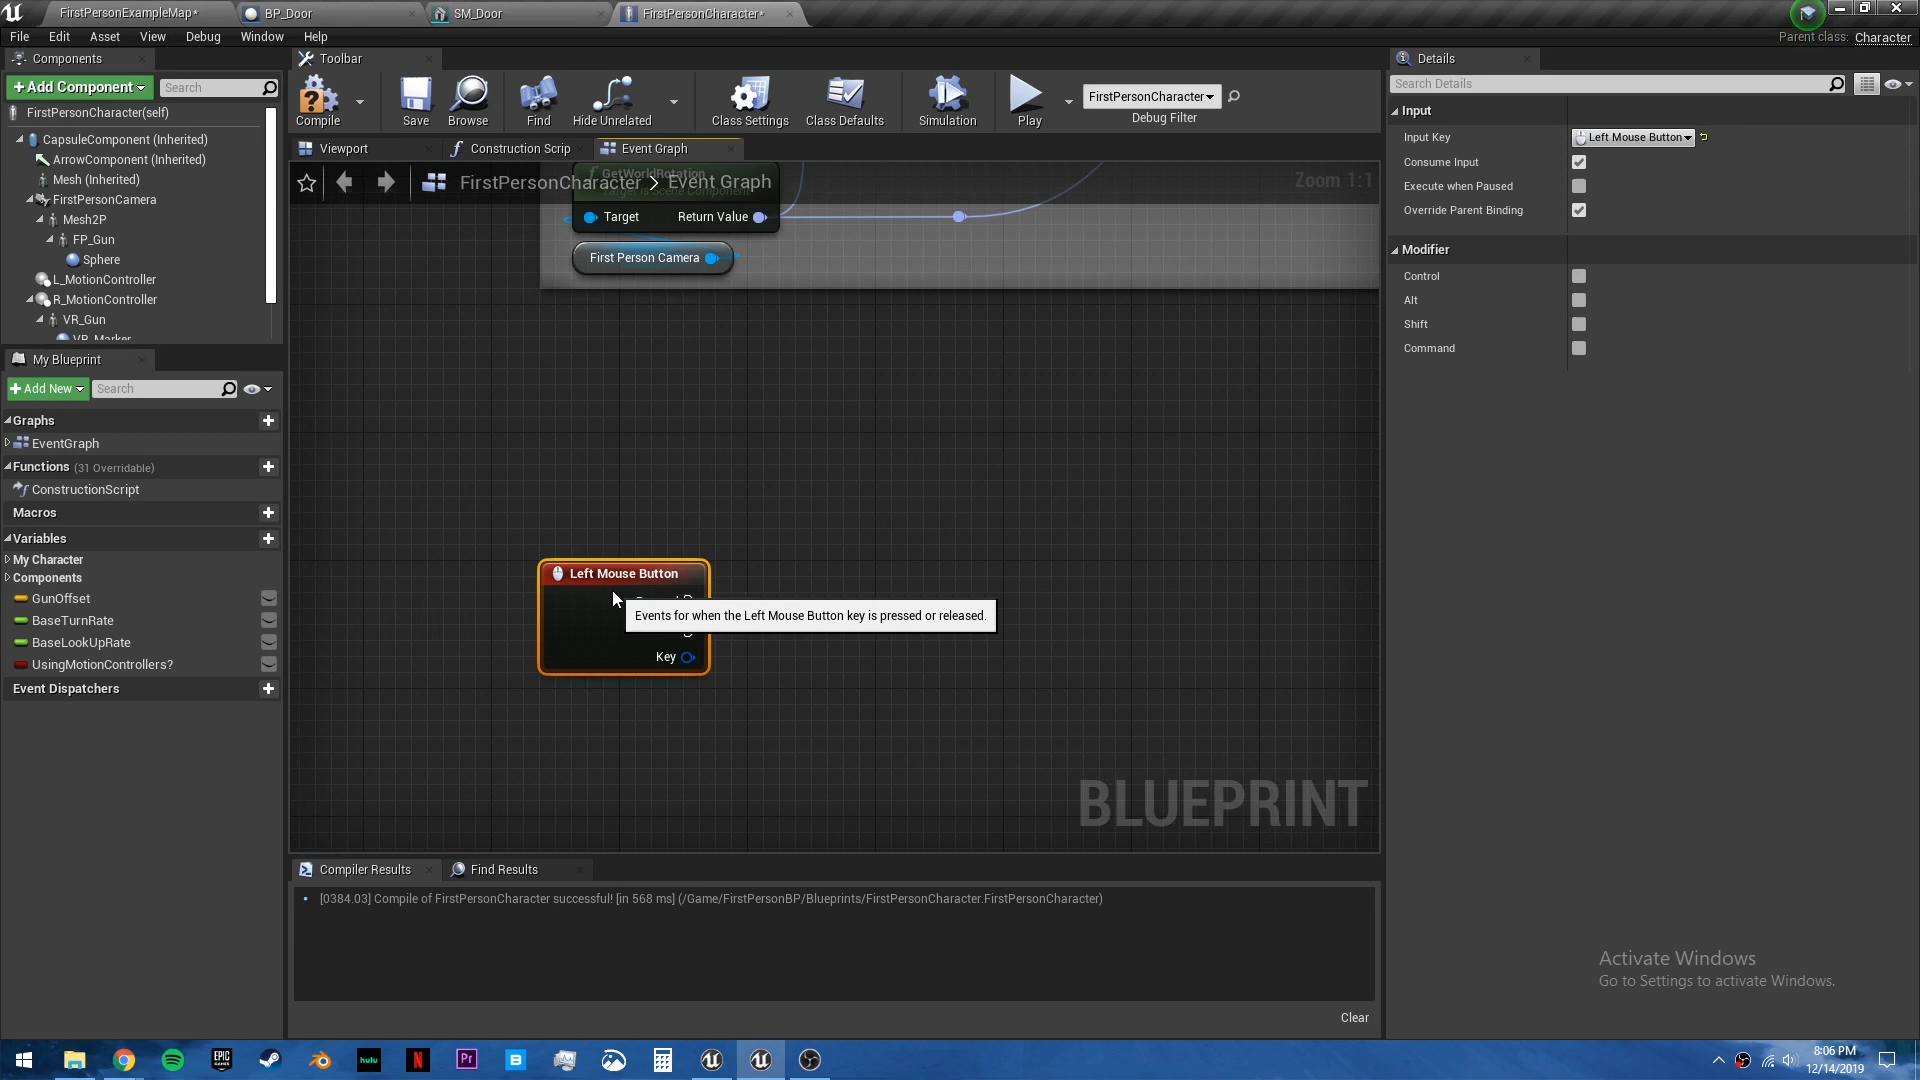 FirstPersonExampleMap*
BP_Door
SM_Door
FirstPersonCharacter*
File Edit Asset View Debug Window Help
Parent class: Character
Components
+ Add Component
Search
FirstPersonCharacter(self)
CapsuleComponent (Inherited)
ArrowComponent (Inherited)
Mesh (Inherited)
FirstPersonCamera
Mesh2P
FP_Gun
Sphere
L_MotionController
R_MotionController
VR_Gun
VR_Marker
My Blueprint
+ Add New
Search
Graphs
EventGraph
Functions (31 Overridable)
ConstructionScript
Macros
Variables
My Character
Components
GunOffset
BaseTurnRate
BaseLookUpRate
UsingMotionControllers?
Event Dispatchers
Toolbar
Compile
Save
Browse
Find
Hide Unrelated
Class Settings
Class Defaults
Simulation
Play
FirstPersonCharacter
Debug Filter
Viewport
Construction Scrip
Event Graph
FirstPersonCharacter > Event Graph
Zoom 1:1
GetWorldRotation
Target is Scene Component
Target
Return Value
First Person Camera
Left Mouse Button
Events for when the Left Mouse Button key is pressed or released.
Key
BLUEPRINT
Compiler Results
Find Results
[0384.03] Compile of FirstPersonCharacter successful! [in 568 ms] (/Game/FirstPersonBP/Blueprints/FirstPersonCharacter.FirstPersonCharacter)
Clear
Details
Search Details
Input
Input Key
Left Mouse Button
Consume Input
Execute when Paused
Override Parent Binding
Modifier
Control
Alt
Shift
Command
Activate Windows
Go to Settings to activate Windows.
EPIC GAMES
hulu
N
Pr
B
8:06 PM
12/14/2019